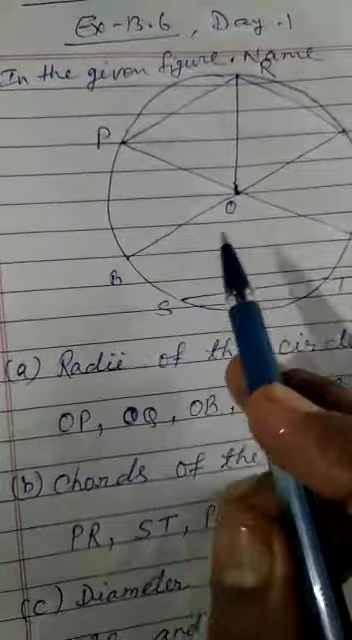 Ex-13.6, Day-1
In the given figure. Name
R
P
O
B
S T
(a) Radii of the circle
OP, OQ, OR,
(b) Chords of the
PR, ST, P
(c) Diameter
and